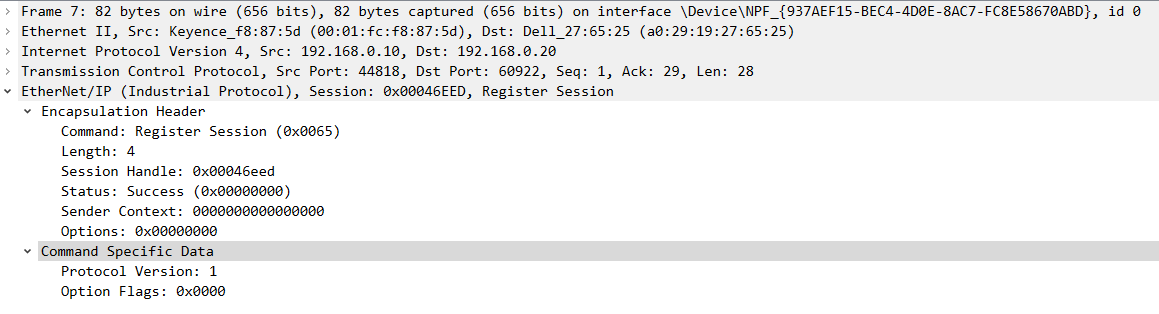 Frame 7: 82 bytes on wire (656 bits), 82 bytes captured (656 bits) on interface \Device\NPF_{937AEF15-BEC4-4D0E-8AC7-FC8E58670ABD}, id 0
Ethernet II, Src: Keyence_f8:87:5d (00:01:fc:f8:87:5d), Dst: Dell_27:65:25 (a0:29:19:27:65:25)
Internet Protocol Version 4, Src: 192.168.0.10, Dst: 192.168.0.20
Transmission Control Protocol, Src Port: 44818, Dst Port: 60922, Seq: 1, Ack: 29, Len: 28
EtherNet/IP (Industrial Protocol), Session: 0x00046EED, Register Session
Encapsulation Header
Command: Register Session (0x0065)
Length: 4
Session Handle: 0x00046eed
Status: Success (0x00000000)
Sender Context: 0000000000000000
Options: 0x00000000
Command Specific Data
Protocol Version: 1
Option Flags: 0x0000